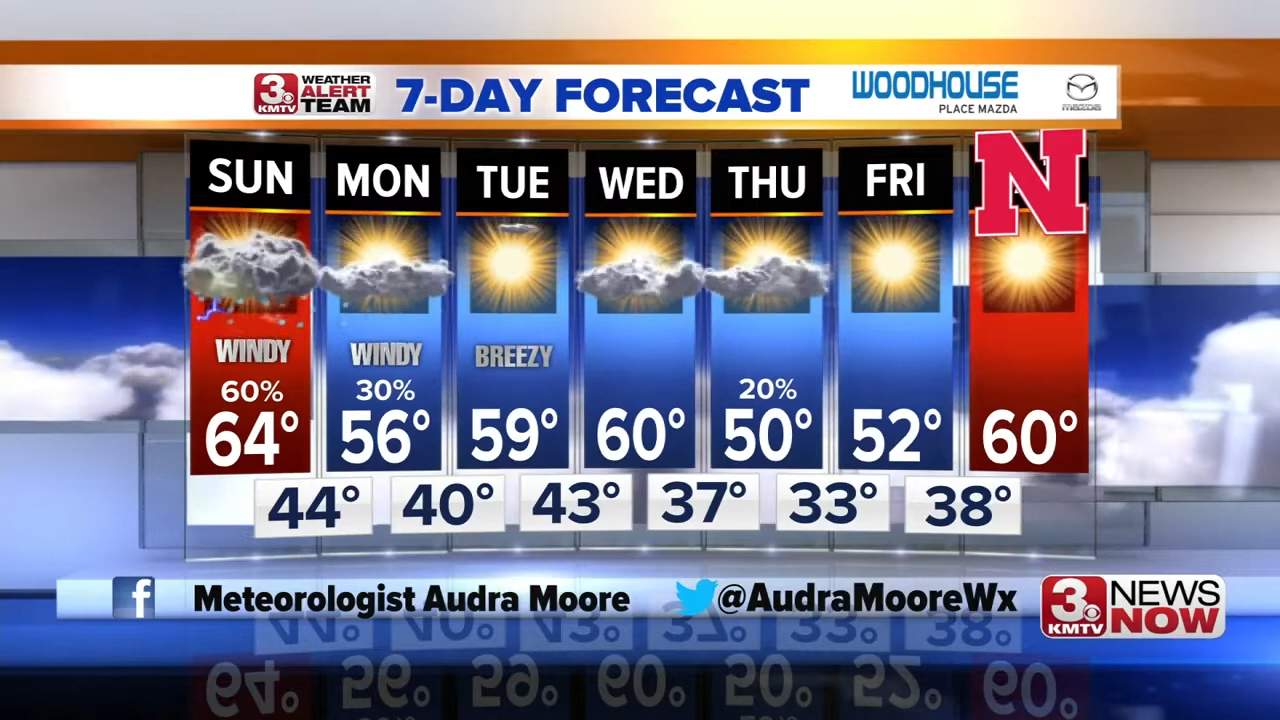 3 KMTV WEATHER ALERT TEAM
7-DAY FORECAST
WOODHOUSE
PLACE MAZDA
SUN MON TUE WED THU FRI N
WINDY WINDY BREEZY
60% 30% 20%
64° 56° 59° 60° 50° 52° 60°
44° 40° 43° 37° 33° 38°
f Meteorologist Audra Moore @AudraMooreWx
3 KMTV NEWS NOW